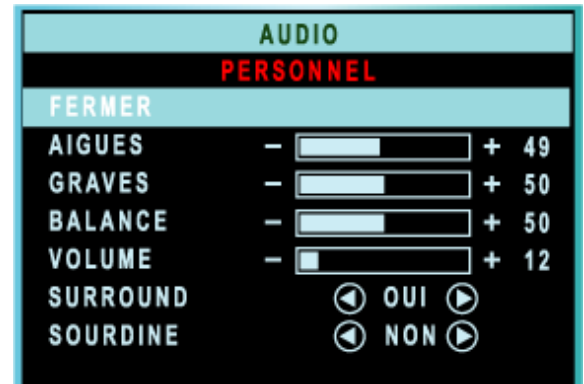 AUDIO
PERSONNEL
FERMER
AIGUES - + 49
GRAVES - + 50
BALANCE - + 50
VOLUME - + 12
SURROUND OUI
SOURDINE NON